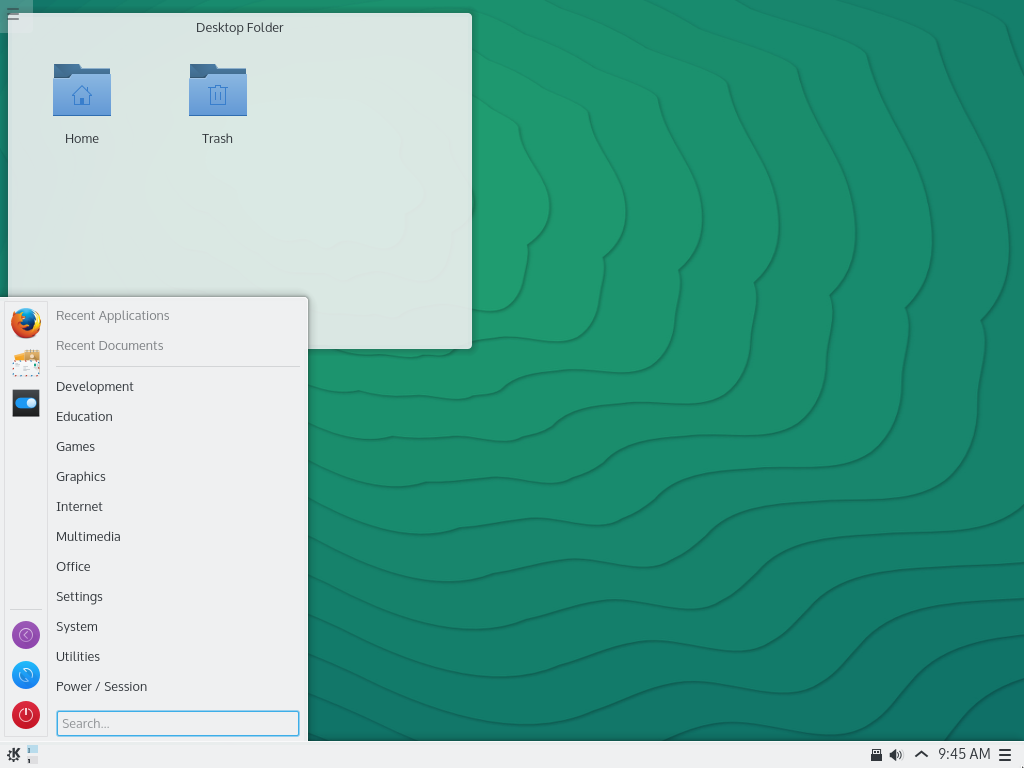 Desktop Folder
Home
Trash
Recent Applications
Recent Documents
Development
Education
Games
Graphics
Internet
Multimedia
Office
Settings
System
Utilities
Power / Session
Search...
9:45 AM